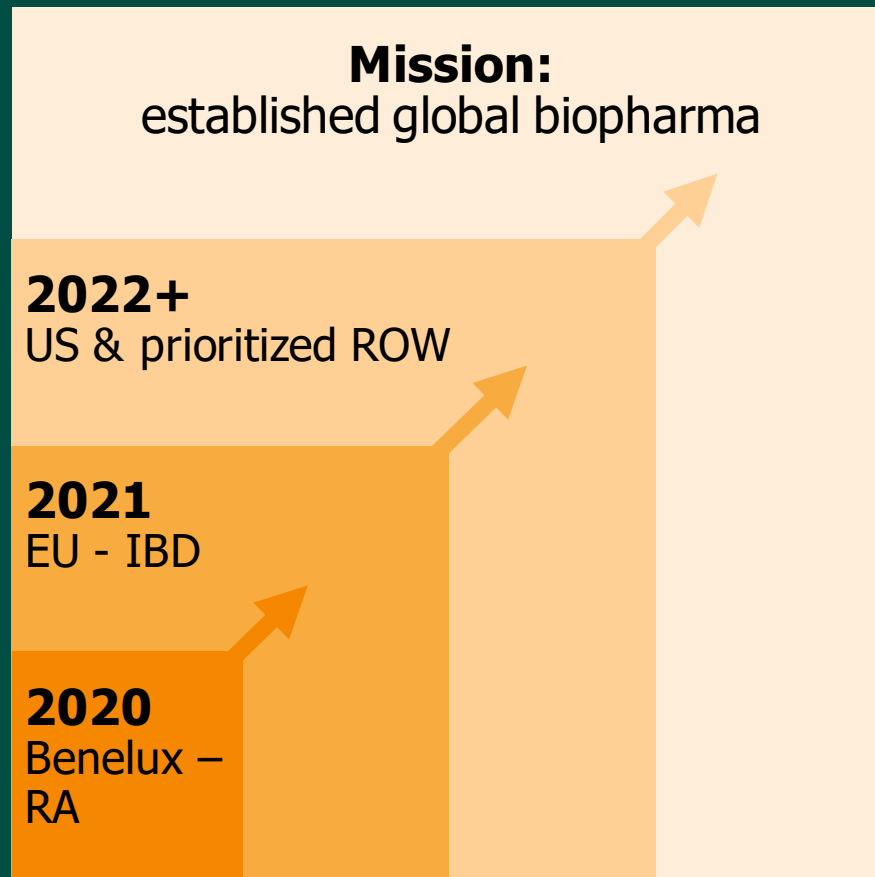 Mission:
established global biopharma
2022+
US & prioritized ROW
2021
EU - IBD
2020
Benelux –
RA